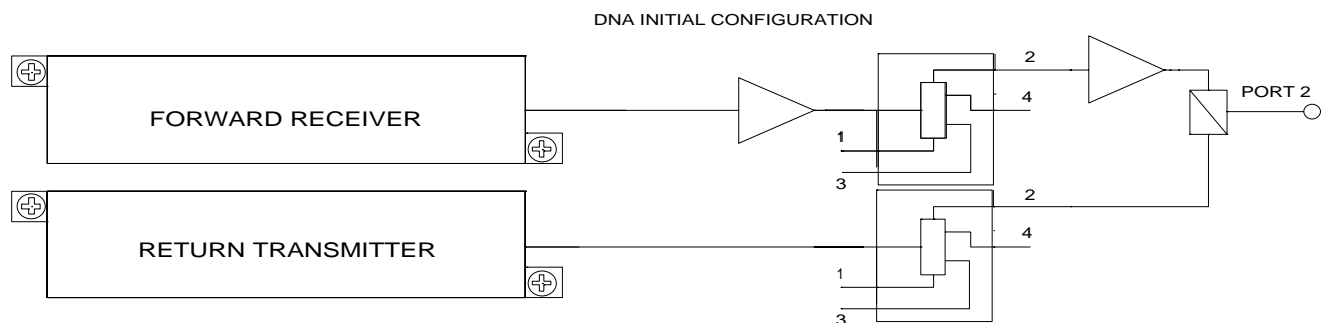 DNA INITIAL CONFIGURATION
2
FORWARD RECEIVER
4
PORT 2
1
3
2
RETURN TRANSMITTER
4
1
3